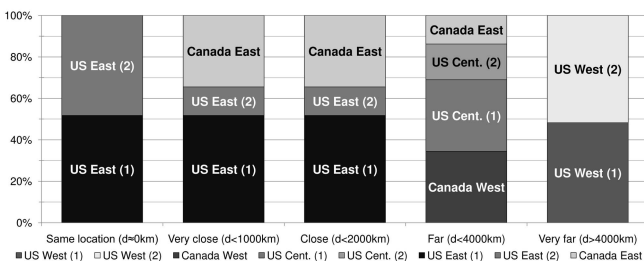 100%
80%
60%
40%
20%
0%
US East (2)
US East (1)
Canada East
US East (2)
US East (1)
Canada East
US East (2)
US East (1)
Canada East
US Cent. (2)
US Cent. (1)
Canada West
US West (2)
US West (1)
Same location (d≈0km) Very close (d<1000km) Close (d<2000km) Far (d<4000km) Very far (d>4000km)
US West (1) US West (2) Canada West US Cent. (1) US Cent. (2) US East (1) US East (2) Canada East